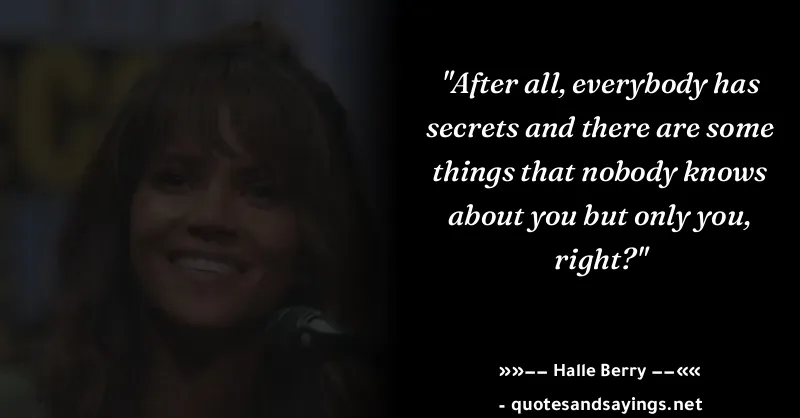 "After all, everybody has
secrets and there are some
things that nobody knows
about you but only you,
right?"
»»−− Halle Berry −−««
- quotesandsayings.net